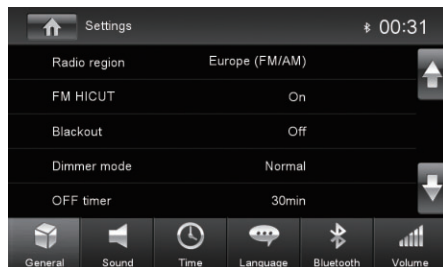 Settings 00:31
Radio region Europe (FM/AM)
FM HICUT On
Blackout Off
Dimmer mode Normal
OFF timer 30min
General Sound Time Language Bluetooth Volume